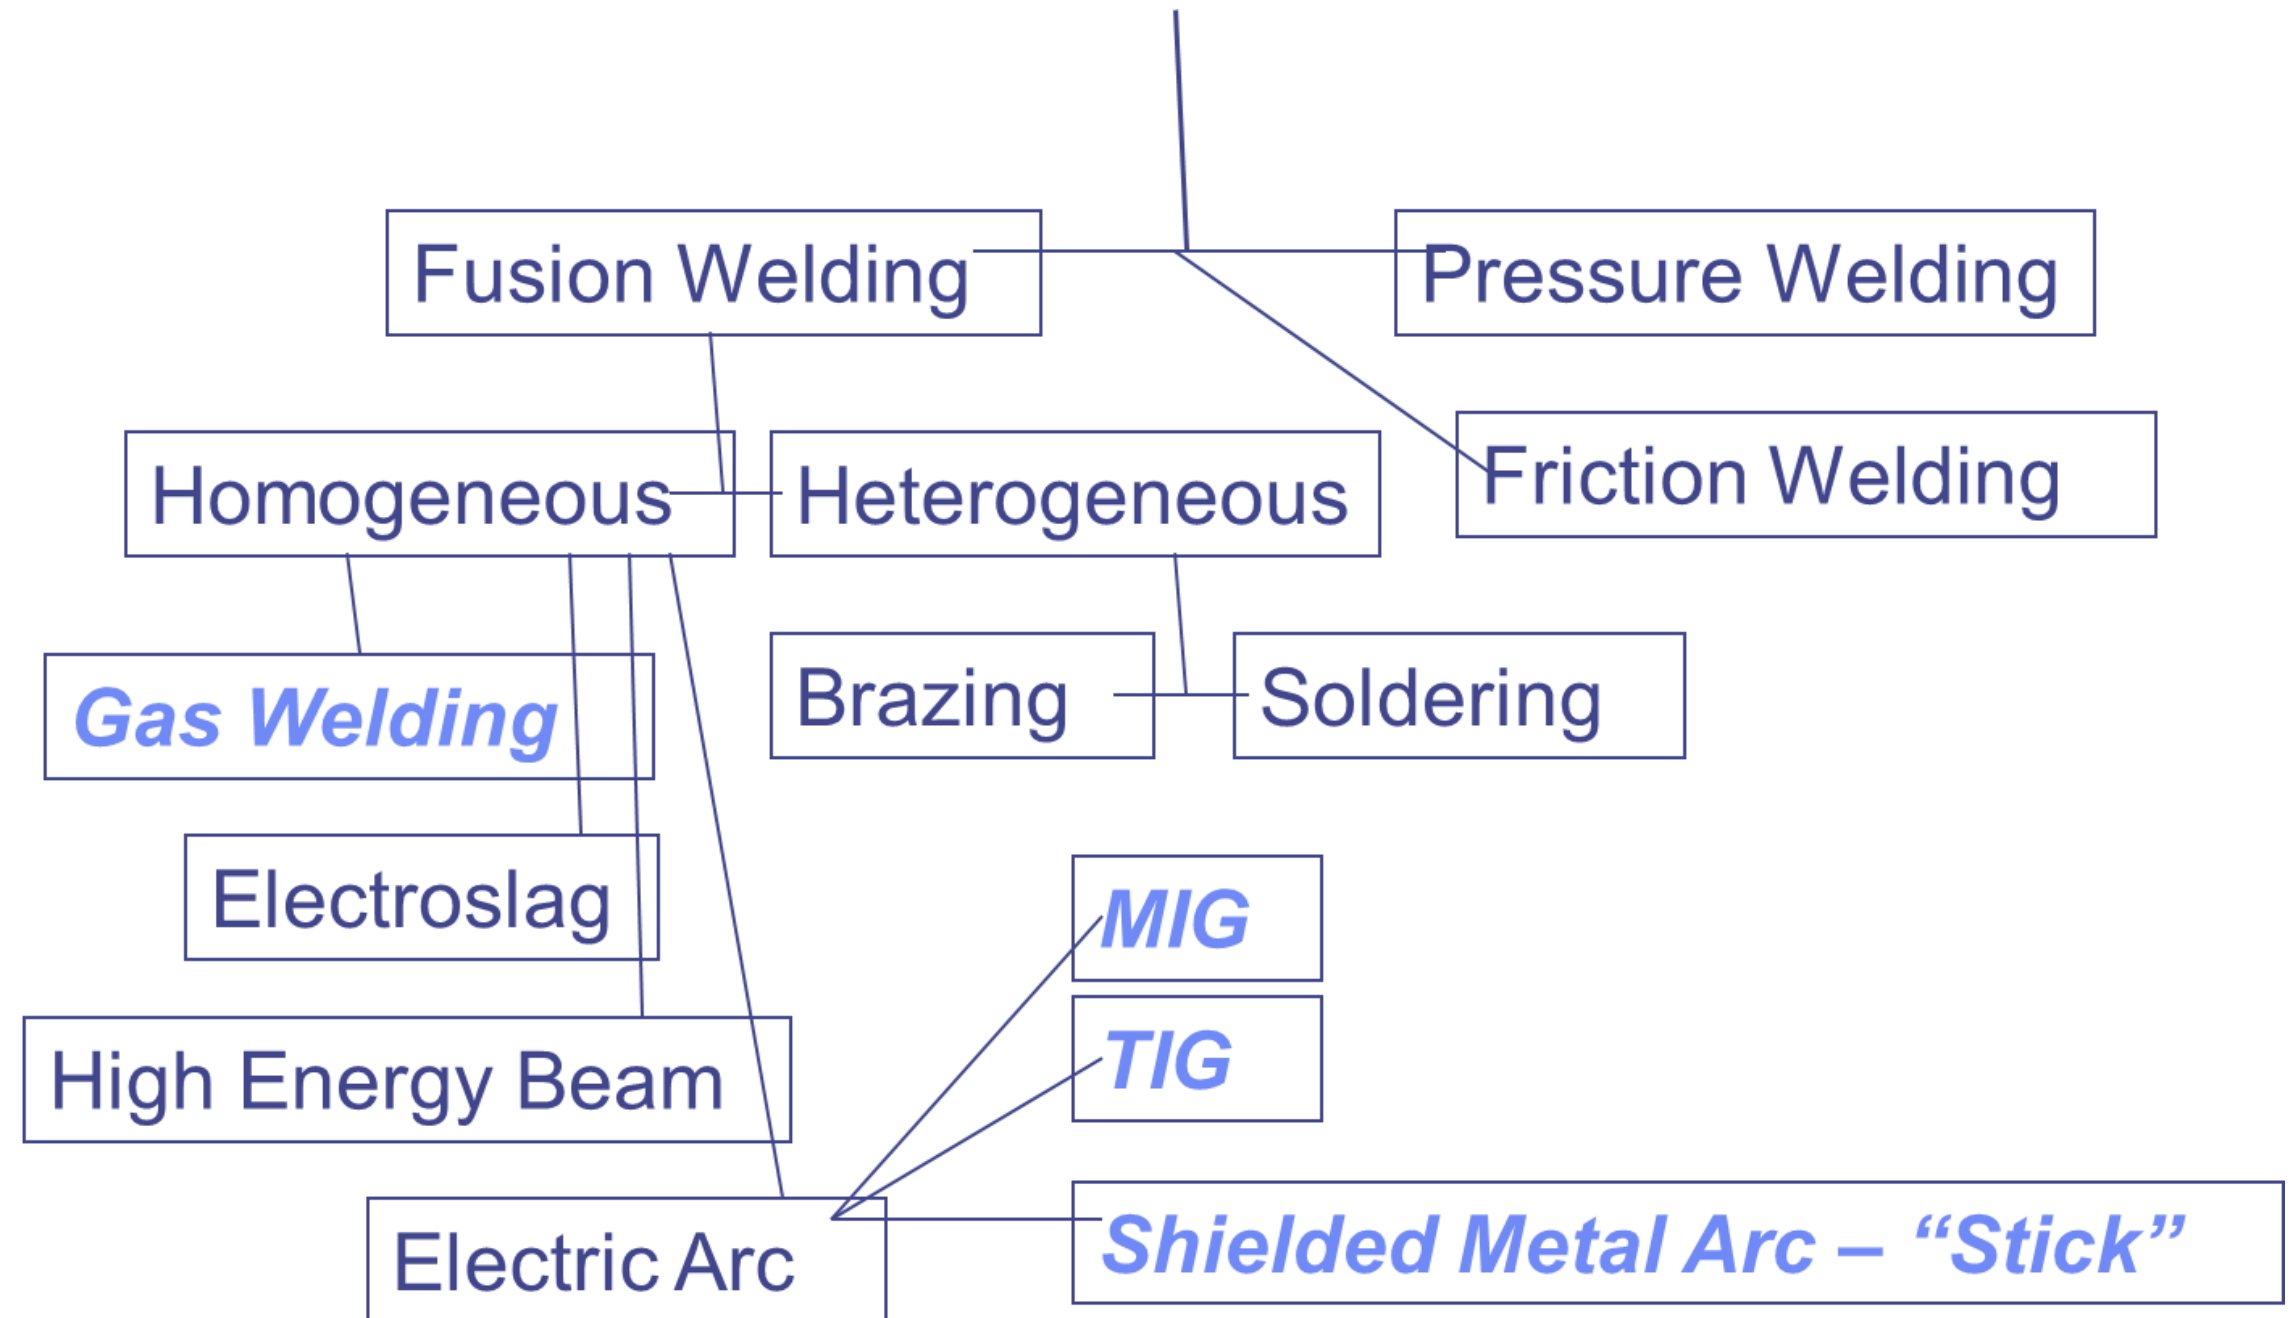 Fusion Welding
Pressure Welding
Homogeneous
Heterogeneous
Friction Welding
Gas Welding
Brazing
Soldering
Electroslag
MIG
TIG
High Energy Beam
Electric Arc
Shielded Metal Arc – “Stick”